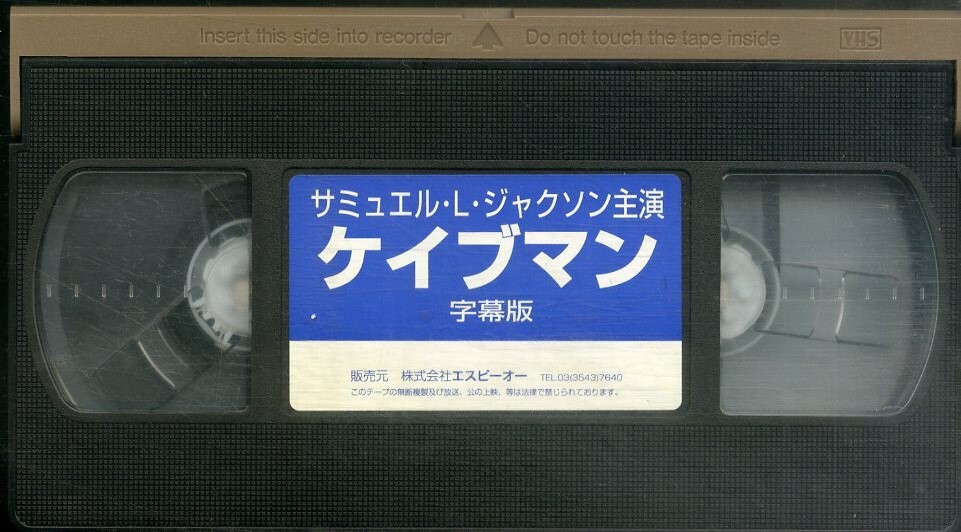 Insert this side into recorder Do not touch the tape inside VHS
サミュエル・L・ジャクソン主演
ケイブマン
字幕版
販売元 株式会社エスピーオー TEL.03(3543)7640
このテープの無断複製及び放送、公の上映、等は法律で禁じられております。